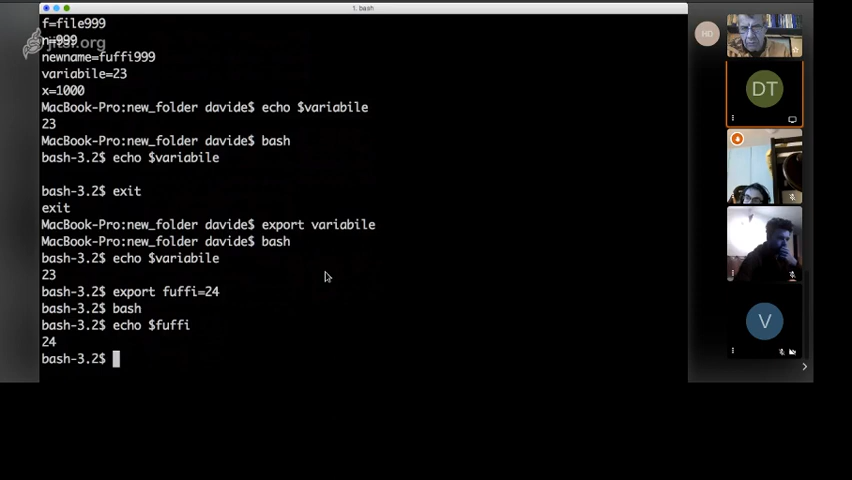 1. bash
f=file999
n=999
jitsi.org
newname=fuffi999
variabile=23
x=1000
MacBook-Pro:new_folder davide$ echo $variabile
23
MacBook-Pro:new_folder davide$ bash
bash-3.2$ echo $variabile
bash-3.2$ exit
exit
MacBook-Pro:new_folder davide$ export variabile
MacBook-Pro:new_folder davide$ bash
bash-3.2$ echo $variabile
23
bash-3.2$ export fuffi=24
bash-3.2$ bash
bash-3.2$ echo $fuffi
24
bash-3.2$
HD
DT
V